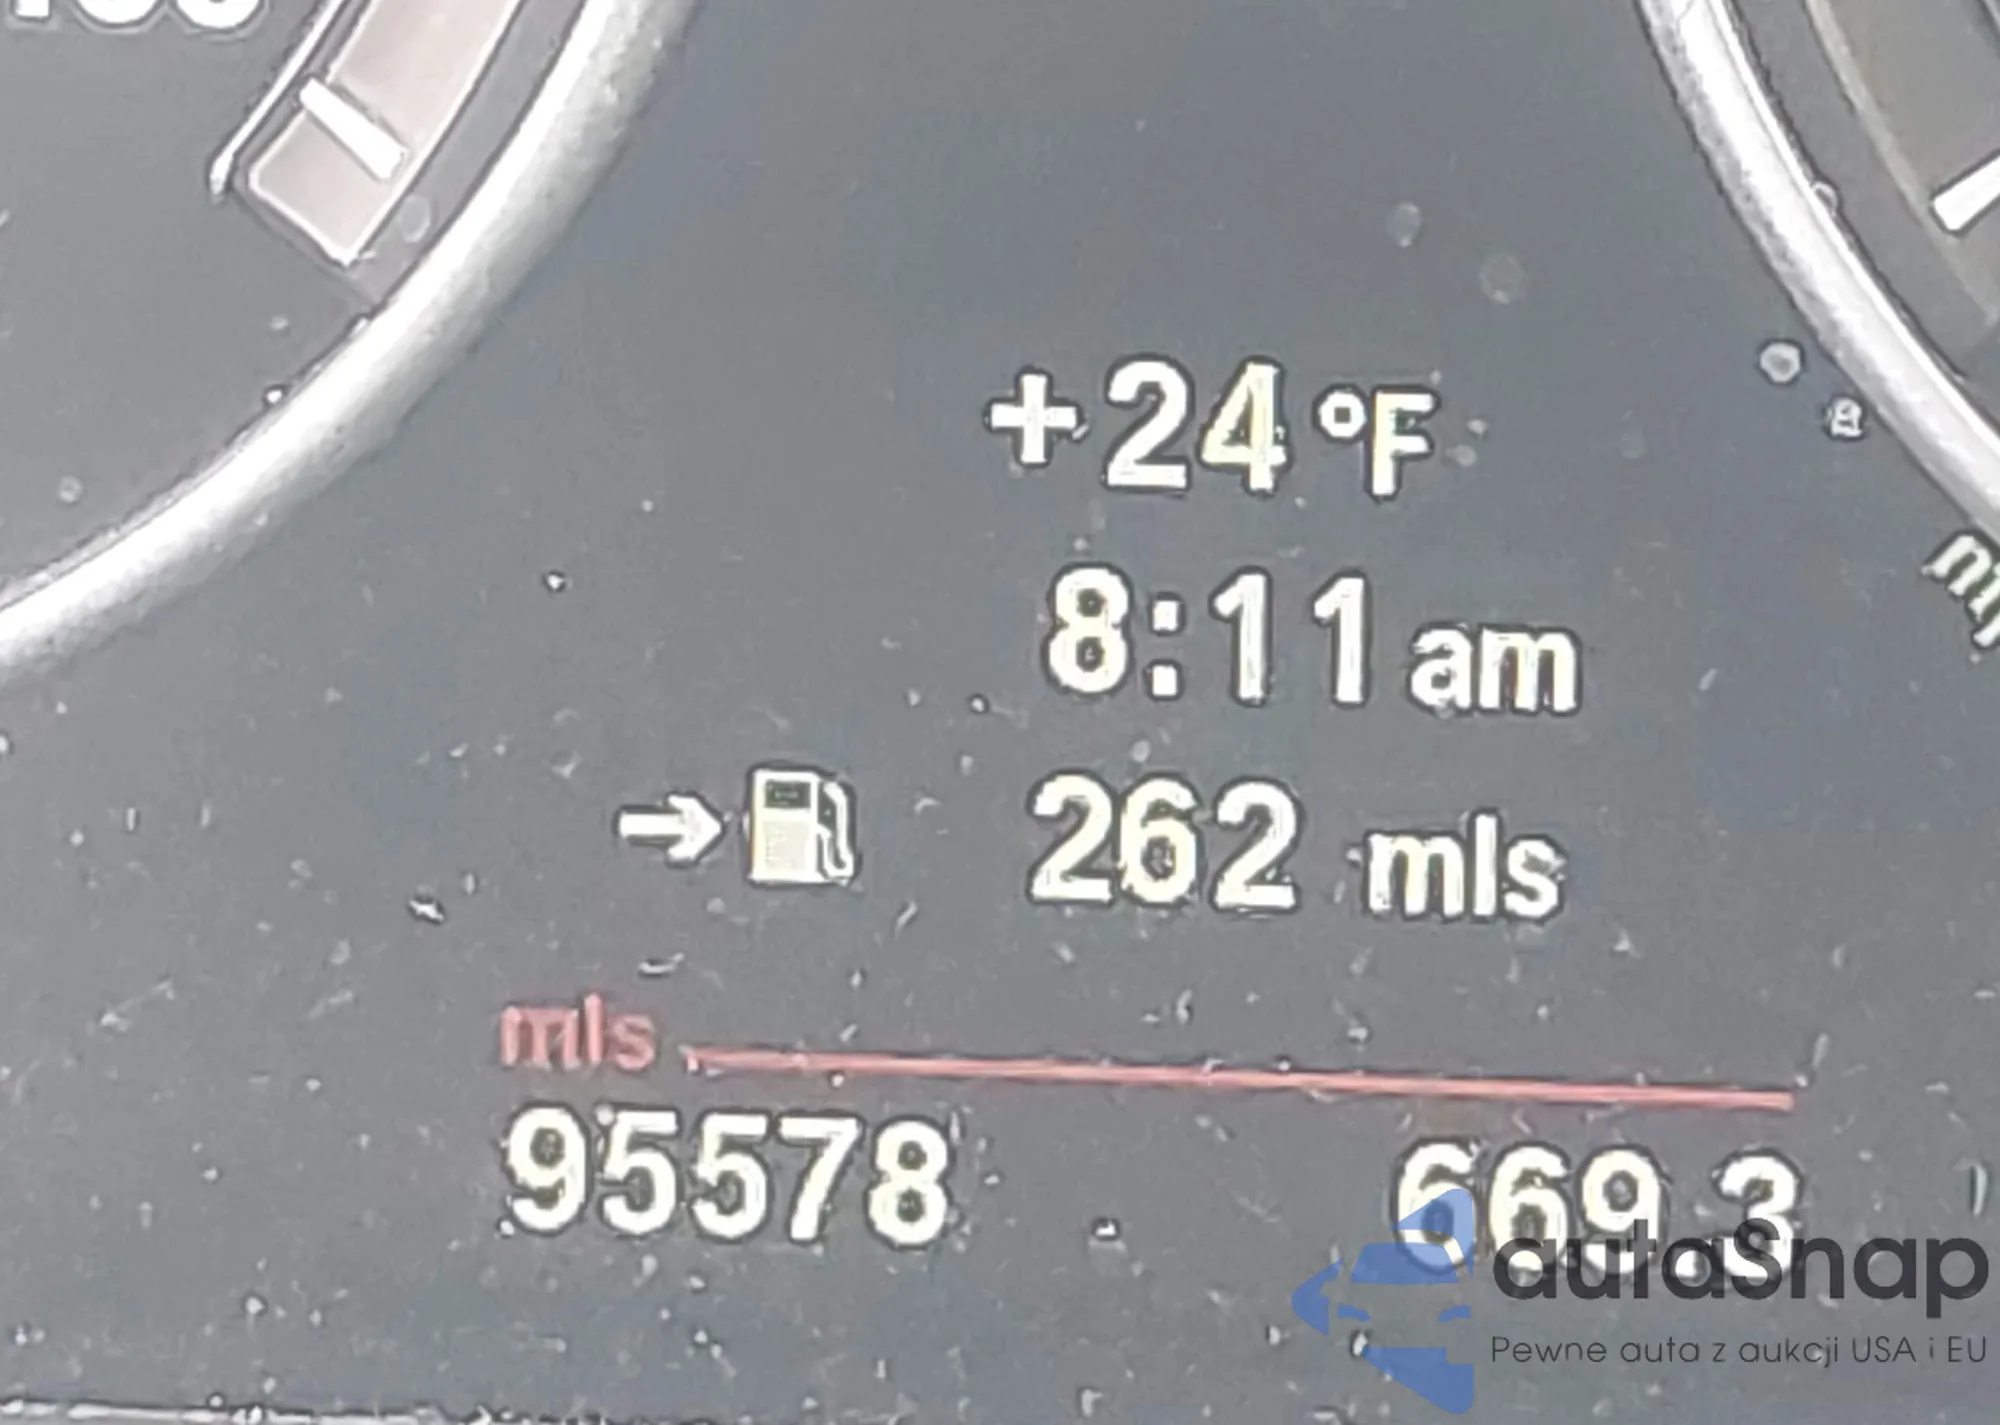 +24 °F
8:11 am
262 mls
mls
95578 669.3
autaSnap
Pewne auta z aukcji USA i EU